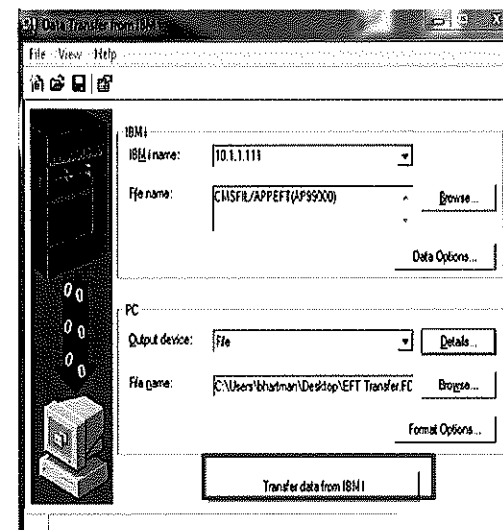 Data Transfer from IBM i
File View Help
IBM i
IBM i name: 10.1.1.111
File name: CMSFIL/APPEFT(AP99000) Browse...
Data Options...
PC
Output device: File Details...
File name: C:\Users\bhartman\Desktop\EFT Transfer.FD Browse...
Format Options...
Transfer data from IBM i